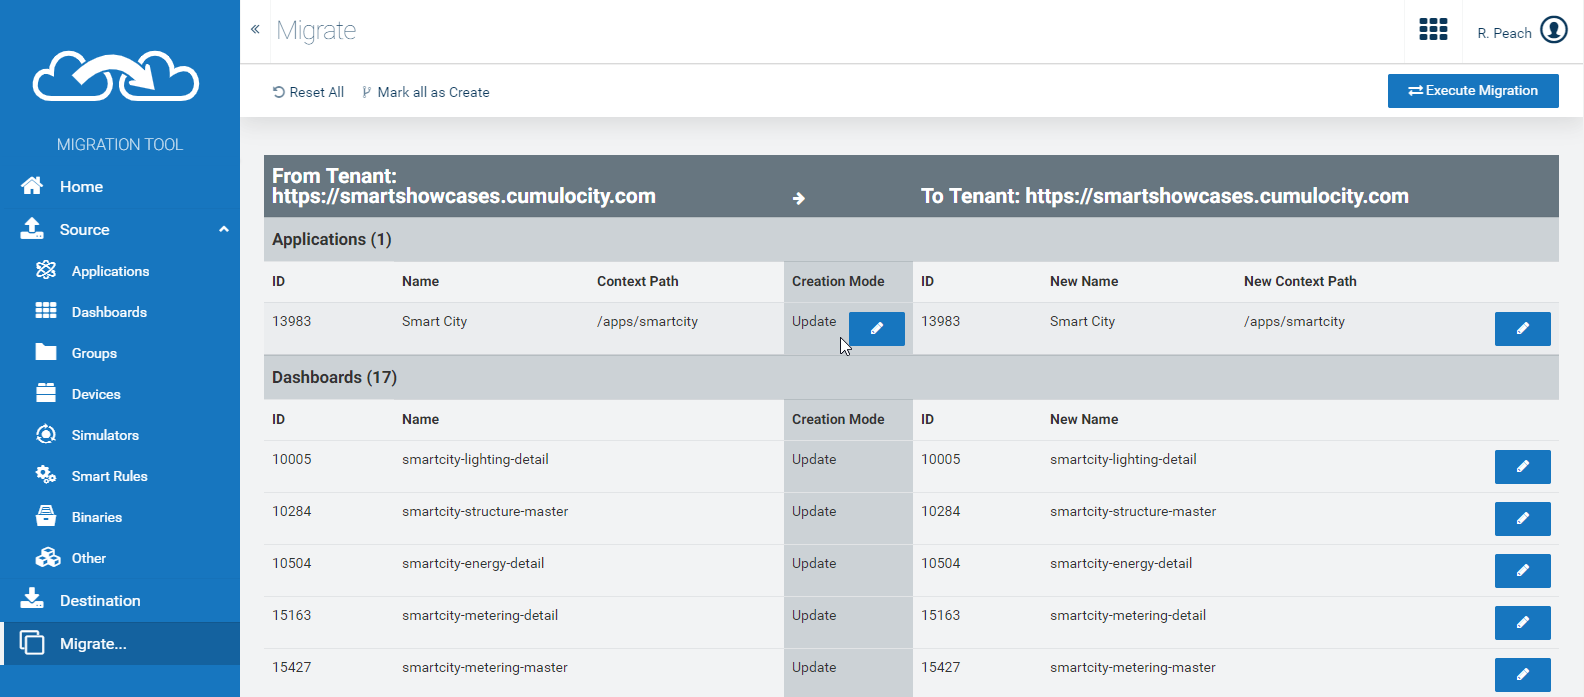 MIGRATION TOOL
Home
Source
Applications
Dashboards
Groups
Devices
Simulators
Smart Rules
Binaries
Other
Destination
Migrate...
« Migrate
R. Peach
Reset All Mark all as Create
Execute Migration
From Tenant:
https://smartshowcases.cumulocity.com To Tenant: https://smartshowcases.cumulocity.com
Applications (1)
ID Name Context Path Creation Mode ID New Name New Context Path
13983 Smart City /apps/smartcity Update 13983 Smart City /apps/smartcity
Dashboards (17)
ID Name Creation Mode ID New Name
10005 smartcity-lighting-detail Update 10005 smartcity-lighting-detail
10284 smartcity-structure-master Update 10284 smartcity-structure-master
10504 smartcity-energy-detail Update 10504 smartcity-energy-detail
15163 smartcity-metering-detail Update 15163 smartcity-metering-detail
15427 smartcity-metering-master Update 15427 smartcity-metering-master